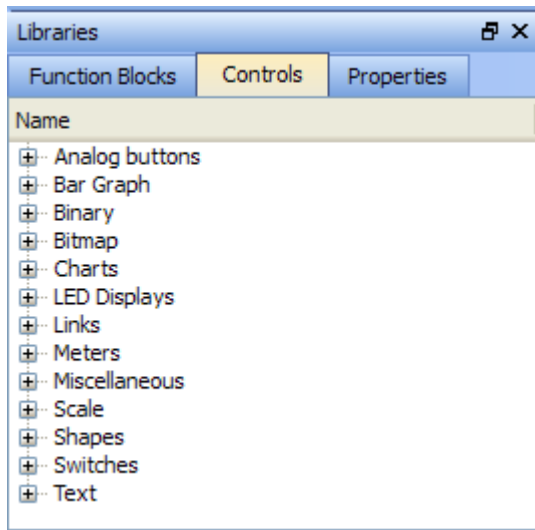 Libraries
Function Blocks Controls Properties
Name
Analog buttons
Bar Graph
Binary
Bitmap
Charts
LED Displays
Links
Meters
Miscellaneous
Scale
Shapes
Switches
Text